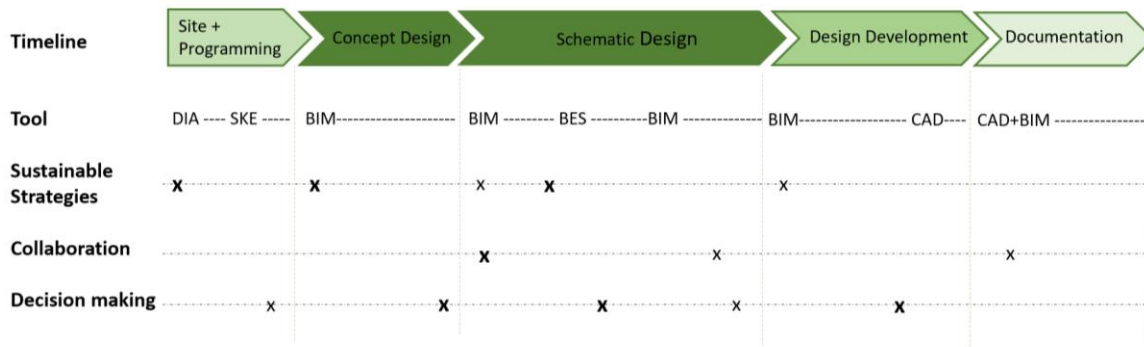 Timeline
Site +
Programming
Concept Design
Schematic Design
Design Development
Documentation
Tool
DIA ---- SKE -----
BIM--------------------
BIM -------- BES ---------BIM ------------
BIM----------------- CAD----
CAD+BIM ---------------
Sustainable
Strategies
x x x x x
Collaboration
x x x
Decision making
x x x x x